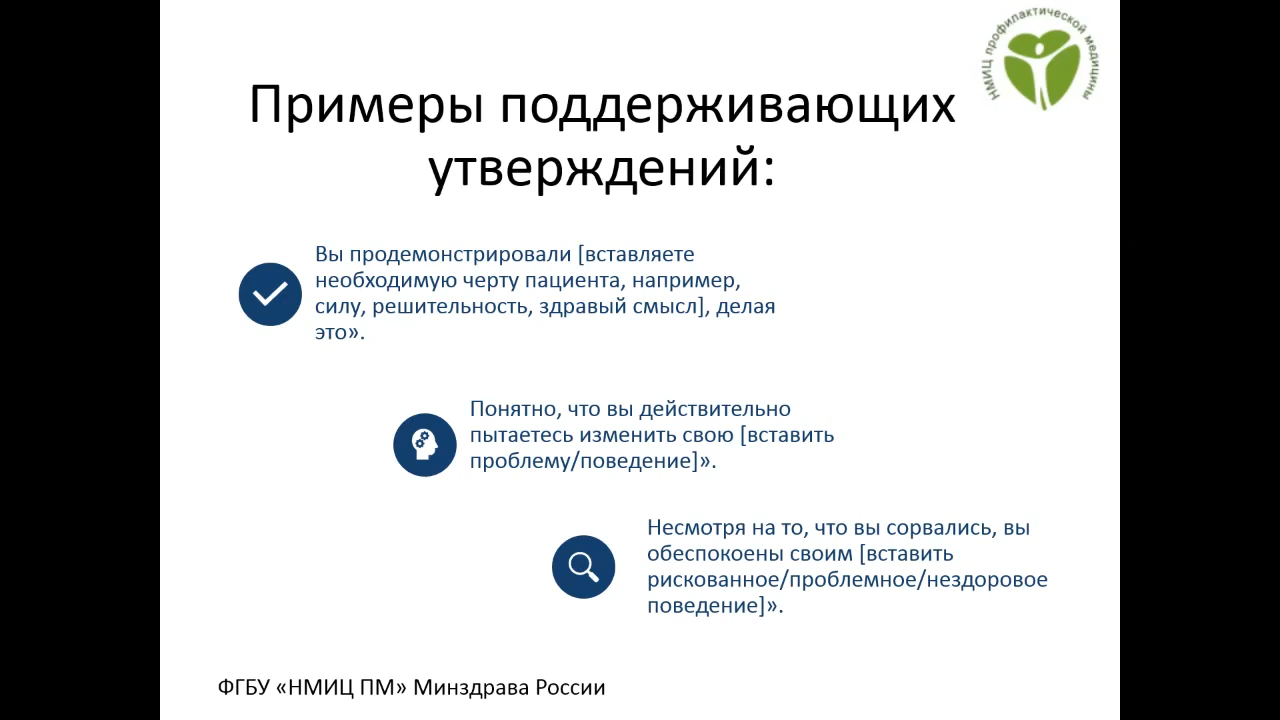 НМИЦ профилактической медицины
Примеры поддерживающих
утверждений:
Вы продемонстрировали [вставляете
необходимую черту пациента, например,
силу, решительность, здравый смысл], делая
это».
Понятно, что вы действительно
пытаетесь изменить свою [вставить
проблему/поведение]».
Несмотря на то, что вы сорвались, вы
обеспокоены своим [вставить
рискованное/проблемное/нездоровое
поведение]».
ФГБУ «НМИЦ ПМ» Минздрава России